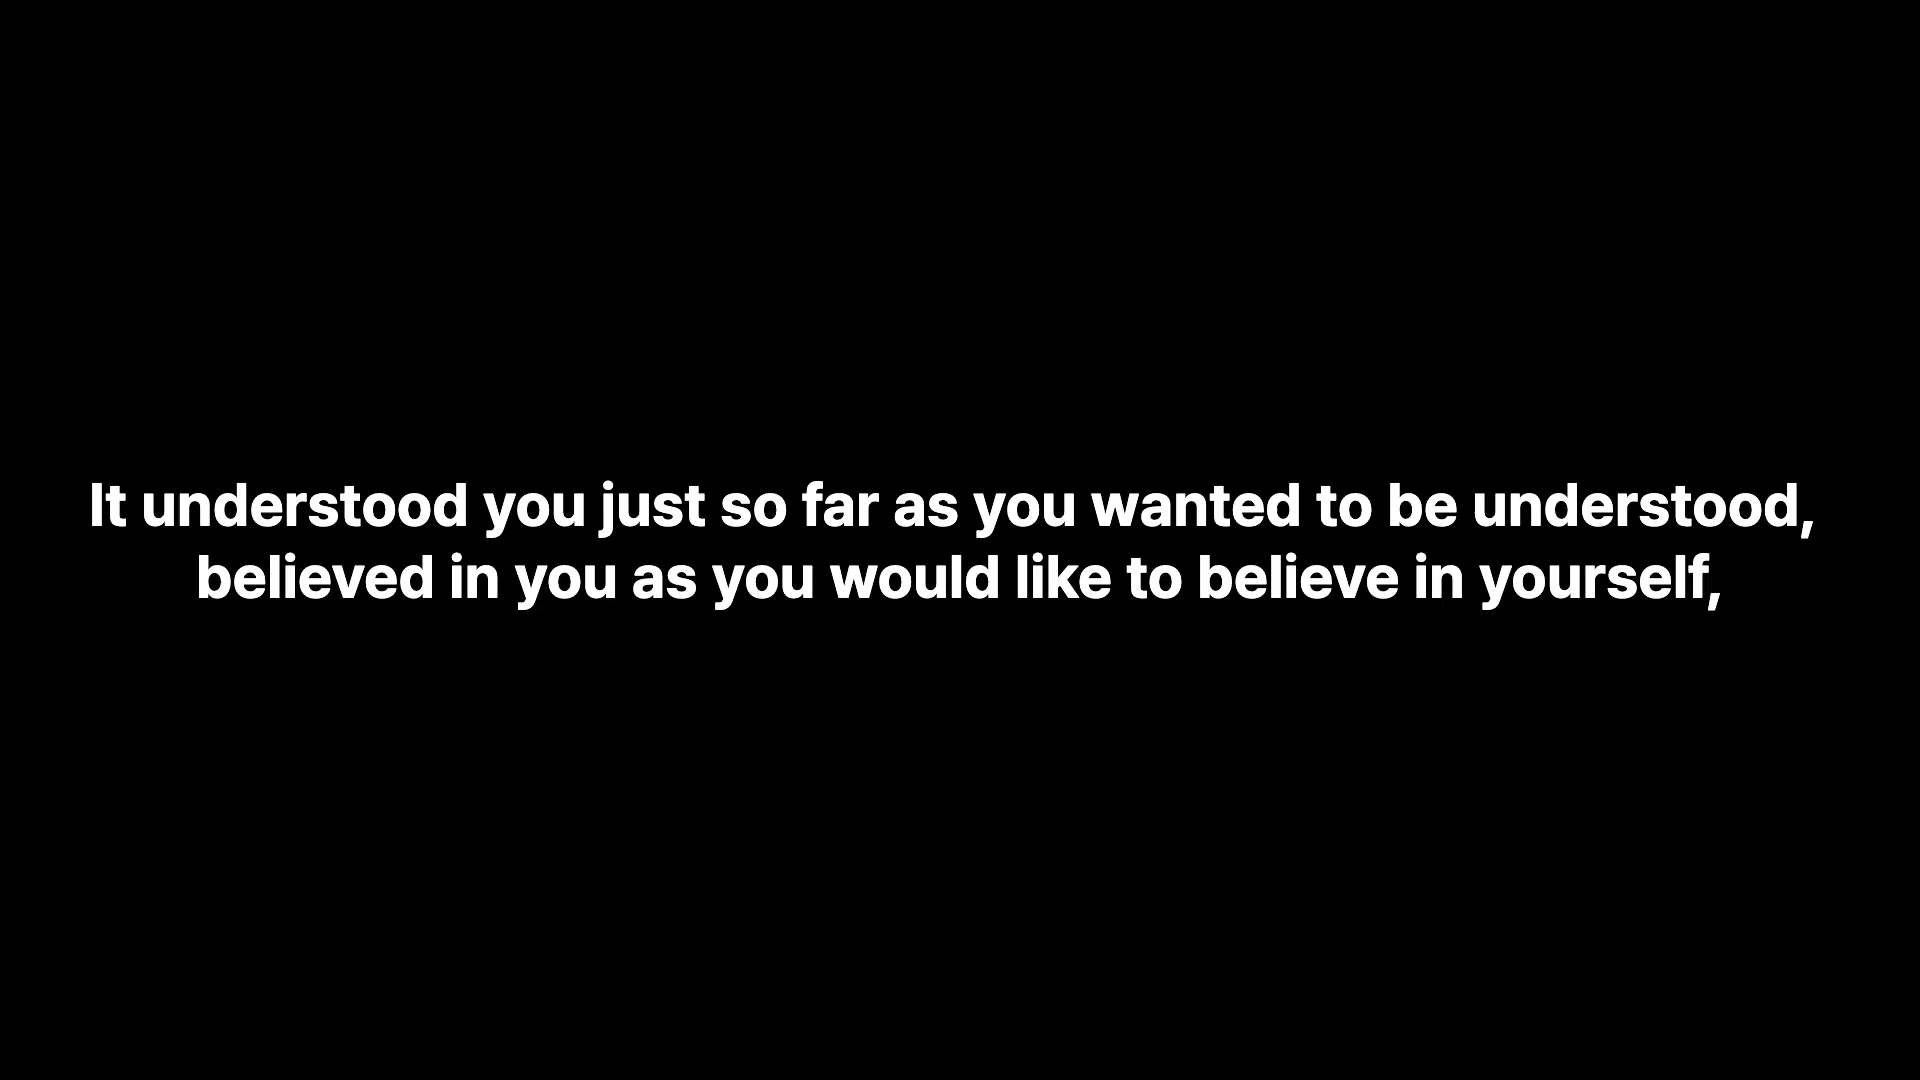 It understood you just so far as you wanted to be understood,
believed in you as you would like to believe in yourself,